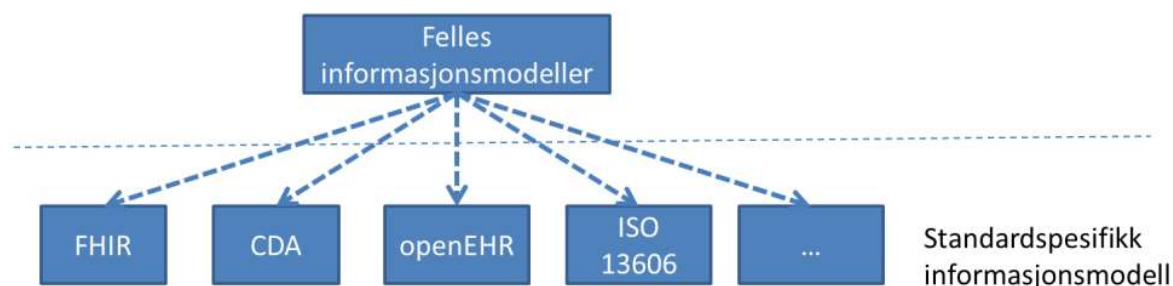 Felles
informasjonsmodeller
FHIR
CDA
openEHR
ISO
13606
...
Standardspesifikk
informasjonsmodell